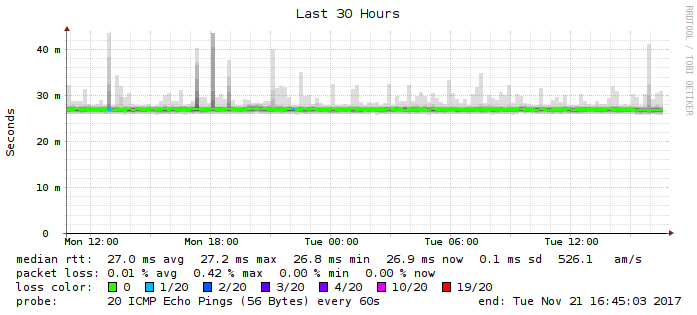 Last 30 Hours
RRDTOOL / TOBI OETIKER
Seconds
40 m
30 m
20 m
10 m
0
Mon 12:00 Mon 18:00 Tue 00:00 Tue 06:00 Tue 12:00
median rtt: 27.0 ms avg 27.2 ms max 26.8 ms min 26.9 ms now 0.1 ms sd 526.1 am/s
packet loss: 0.01 % avg 0.42 % max 0.00 % min 0.00 % now
loss color: 0 1/20 2/20 3/20 4/20 10/20 19/20
probe: 20 ICMP Echo Pings (56 Bytes) every 60s end: Tue Nov 21 16:45:03 2017